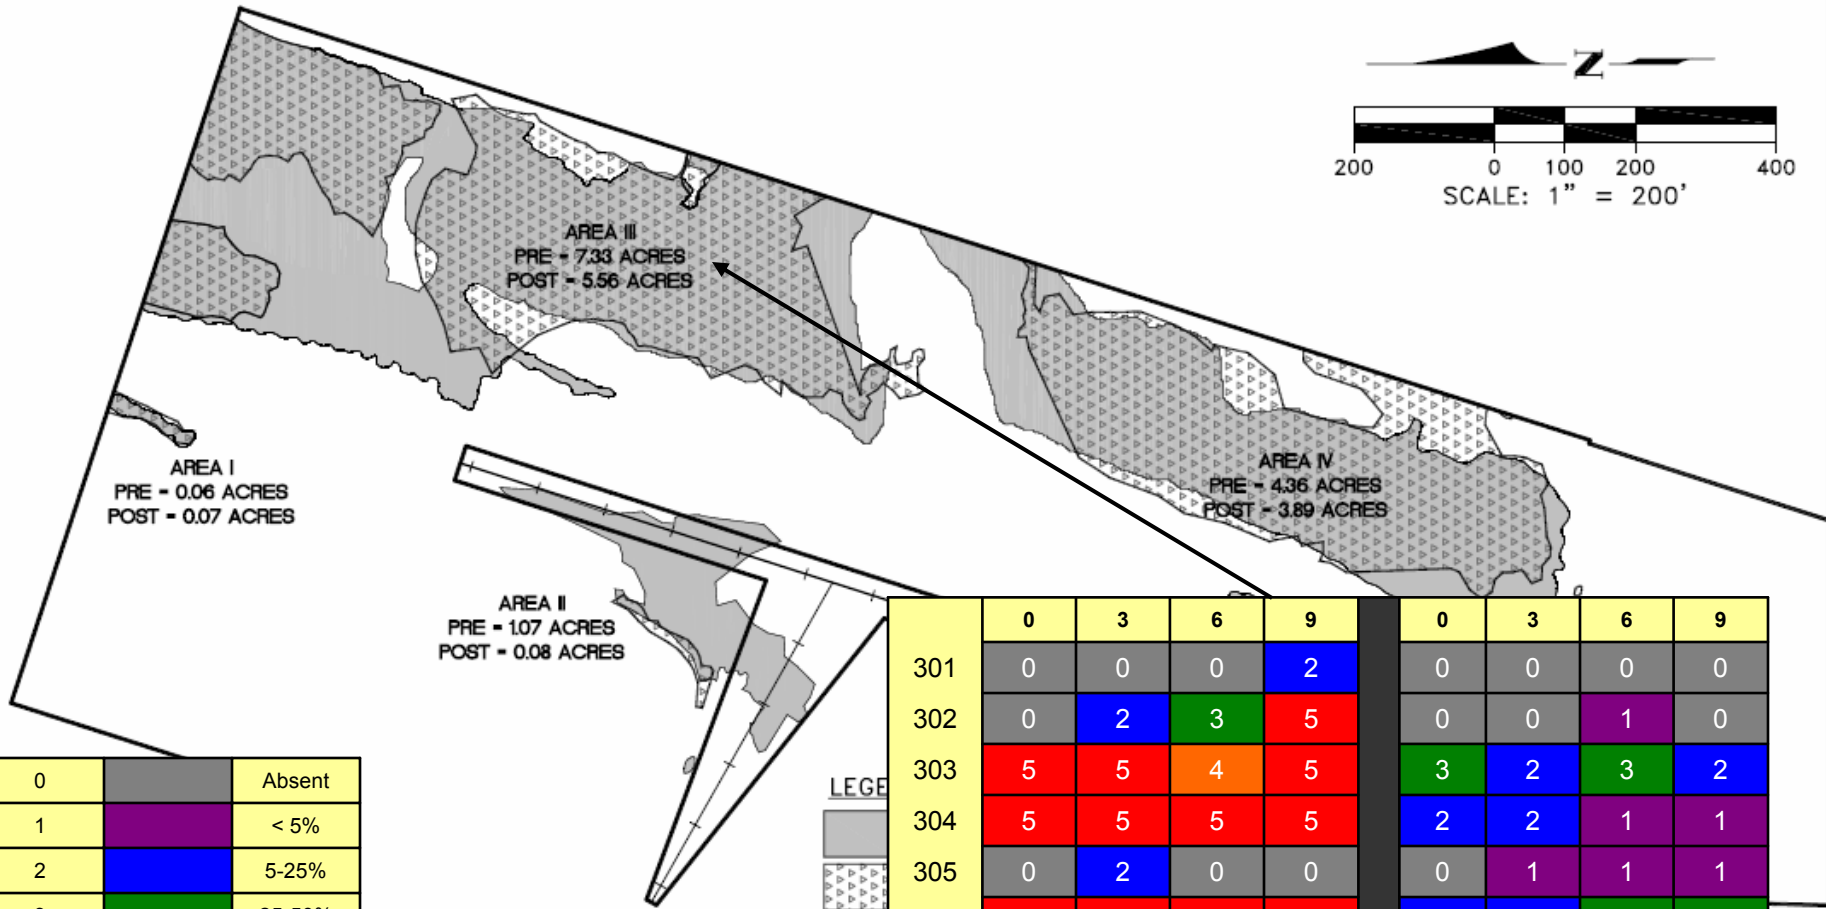 N
200 0 100 200 400
SCALE: 1" = 200'
AREA III
PRE - 7.33 ACRES
POST - 5.56 ACRES
AREA IV
PRE - 4.36 ACRES
POST - 3.89 ACRES
AREA I
PRE - 0.06 ACRES
POST - 0.07 ACRES
AREA II
PRE - 1.07 ACRES
POST - 0.08 ACRES
LEGE
0 3 6 9 0 3 6 9
301 0 0 0 2 0 0 0 0
302 0 2 3 5 0 0 1 0
303 5 5 4 5 3 2 3 2
304 5 5 5 5 2 2 1 1
305 0 2 0 0 0 1 1 1
0 Absent
1 < 5%
2 5-25%